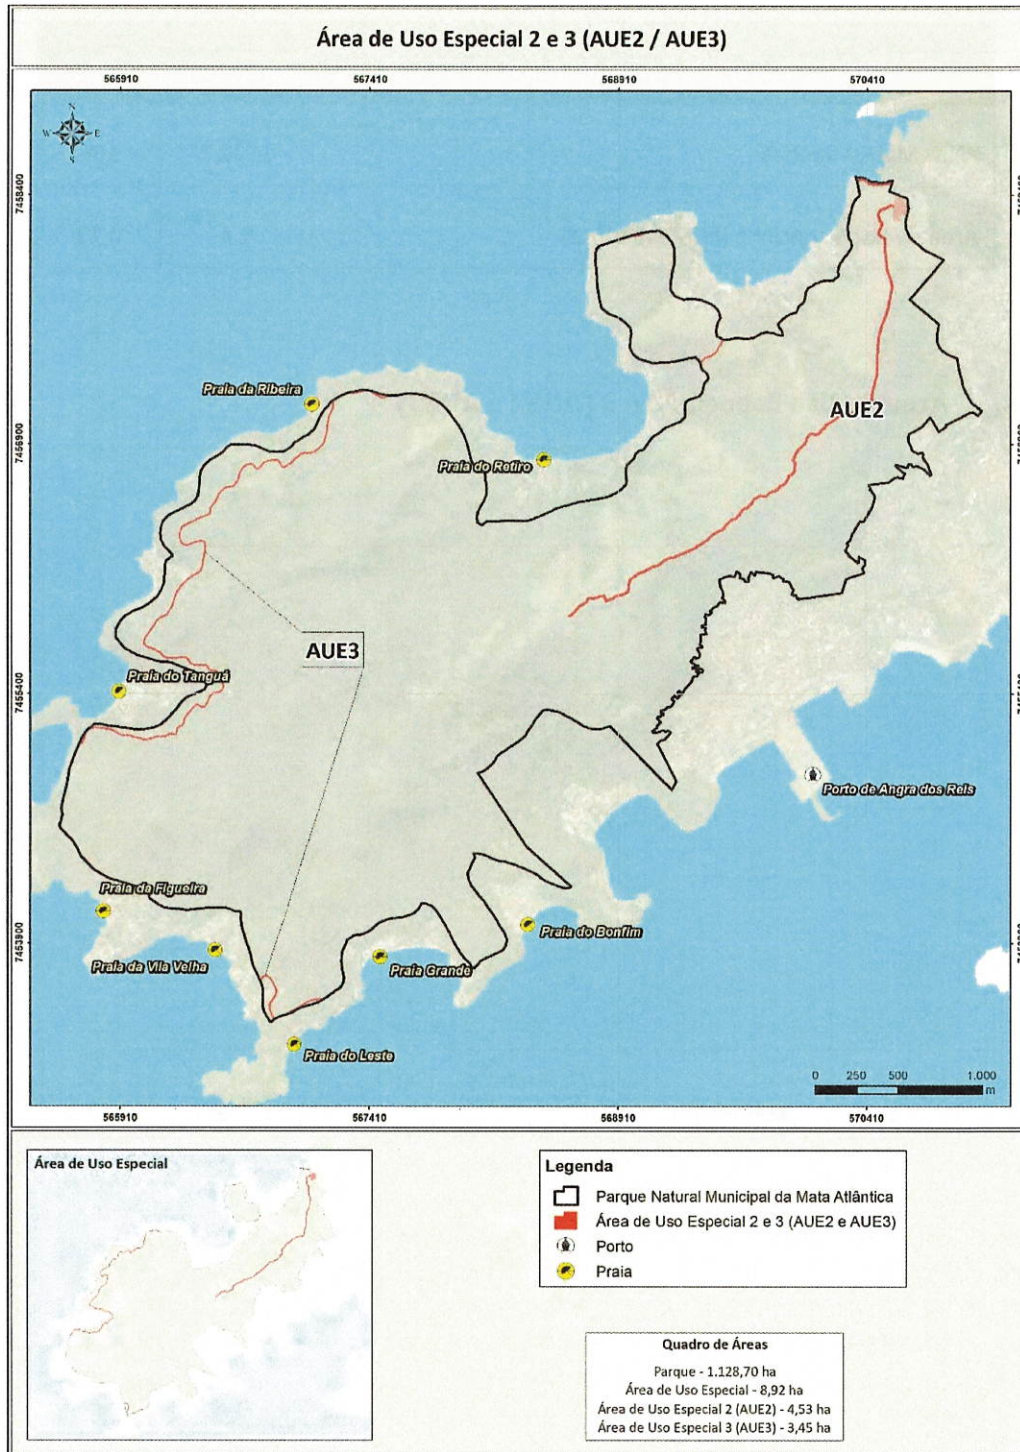 Área de Uso Especial 2 e 3 (AUE2 / AUE3)
565910 567410 568910 570410
N
W E
S
7458400
7456900
7455400
7453900
Praia da Ribeira
Praia do Retiro
AUE2
AUE3
Praia do Tanguá
Porto de Angra dos Reis
Praia da Figueira
Praia da Vila Velha
Praia Grande
Praia do Bonfim
Praia do Leste
0 250 500 1.000
m
565910 567410 568910 570410
Área de Uso Especial
Legenda
Parque Natural Municipal da Mata Atlântica
Área de Uso Especial 2 e 3 (AUE2 e AUE3)
Porto
Praia
Quadro de Áreas
Parque - 1.128,70 ha
Área de Uso Especial - 8,92 ha
Área de Uso Especial 2 (AUE2) - 4,53 ha
Área de Uso Especial 3 (AUE3) - 3,45 ha